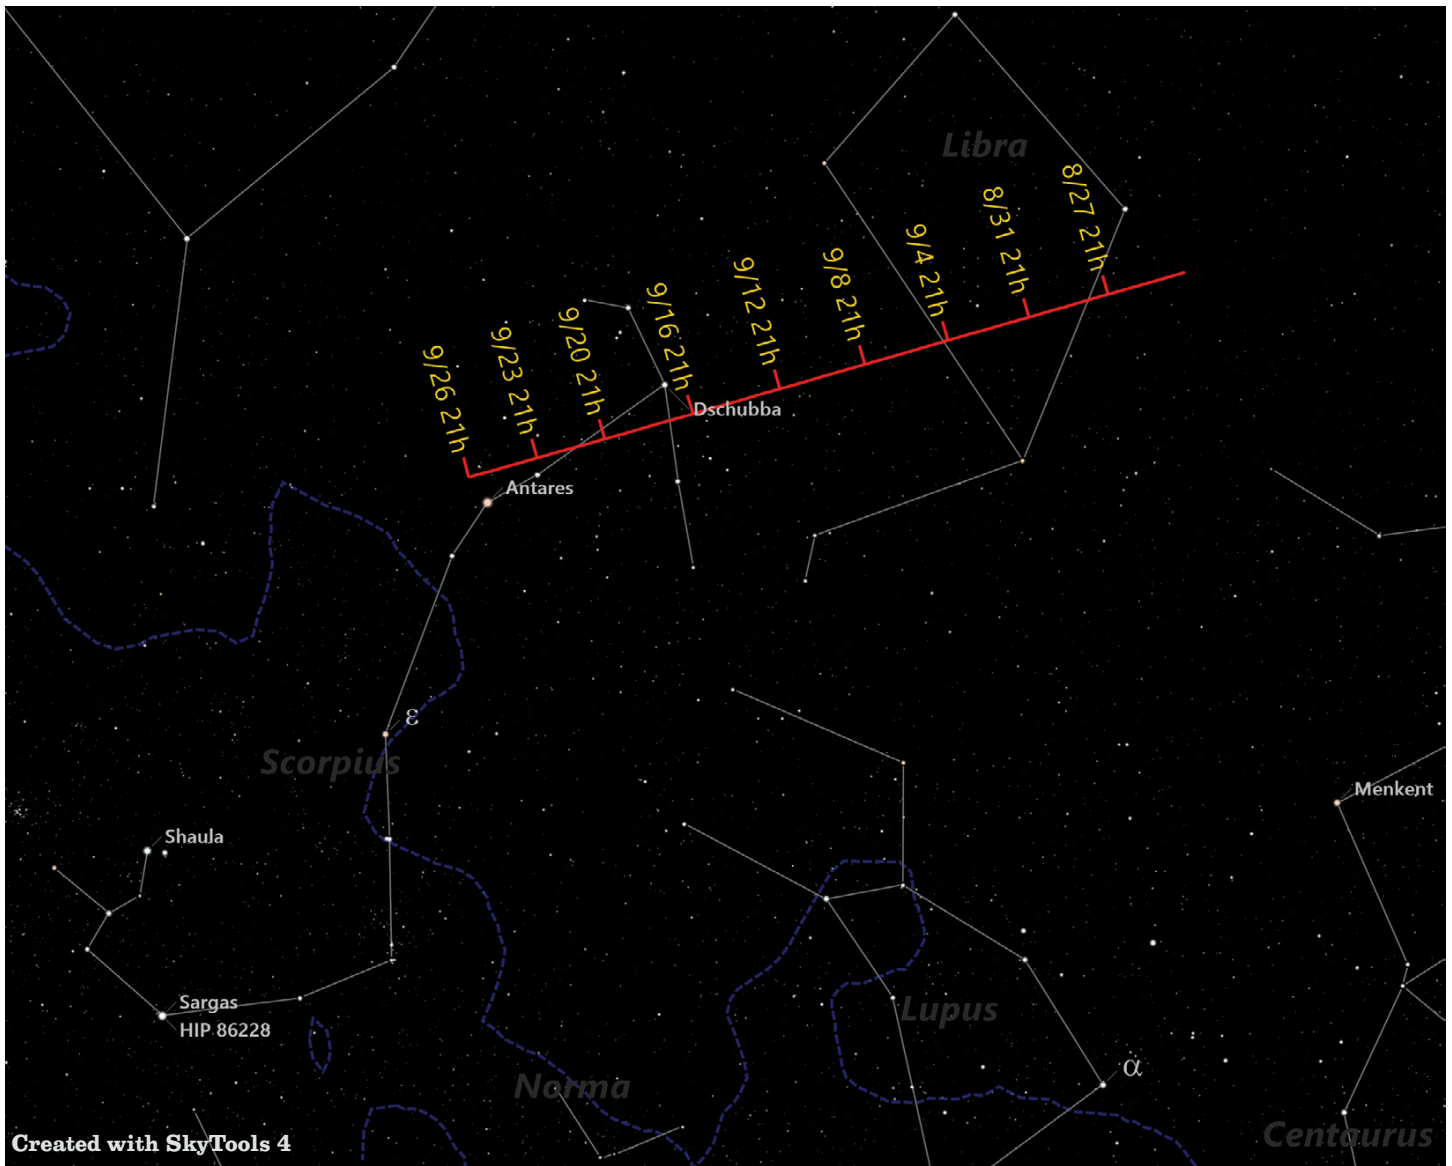 Libra
8/27 21h
8/31 21h
9/4 21h
9/8 21h
9/12 21h
9/16 21h
9/20 21h
9/23 21h
9/26 21h
Dschubba
Antares
ε
Scorpius
Menkent
Shaula
Sargas
HIP 86228
Lupus
α
Norma
Centaurus
Created with SkyTools 4